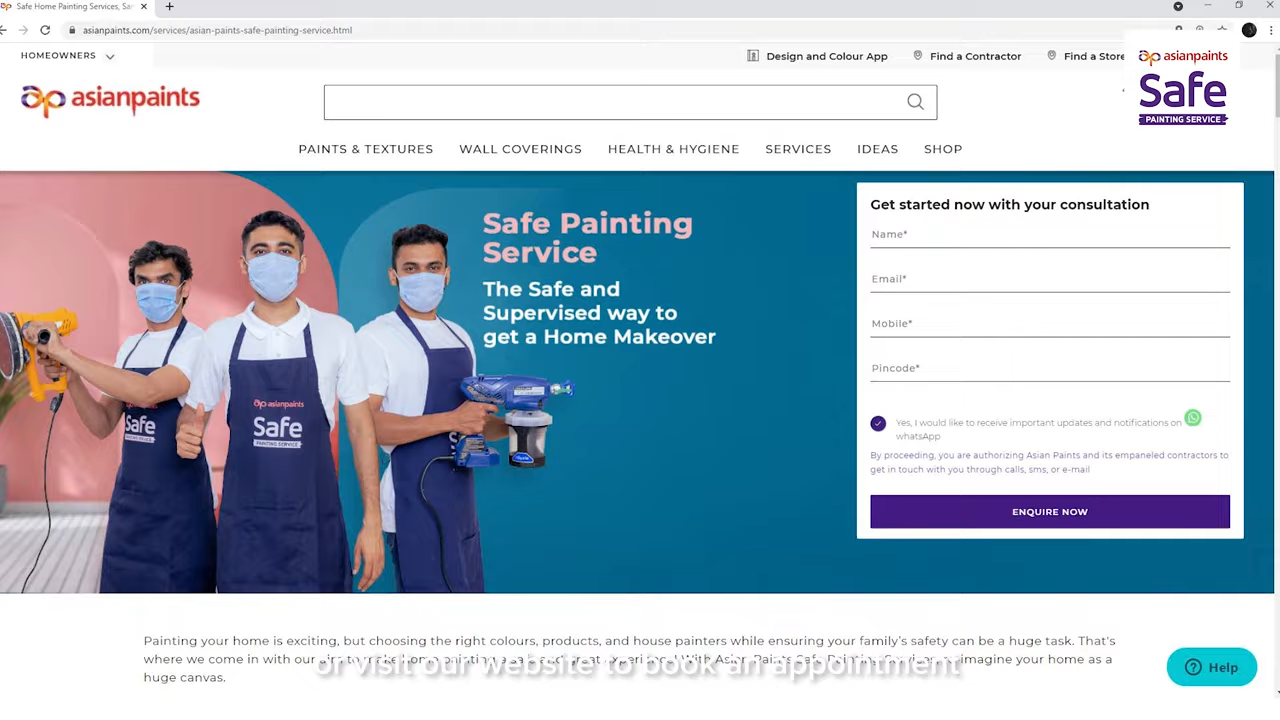 Safe Home Painting Services, Sa
asianpaints.com/services/asian-paints-safe-painting-service.html
HOMEOWNERS
Design and Colour App
Find a Contractor
Find a Store
asianpaints
Safe
PAINTING SERVICE
asianpaints
PAINTS & TEXTURES
WALL COVERINGS
HEALTH & HYGIENE
SERVICES
IDEAS
SHOP
Safe Painting
Service
The Safe and
Supervised way to
get a Home Makeover
asianpaints
Safe
PAINTING SERVICE
Safe
Get started now with your consultation
Name*
Email*
Mobile*
Pincode*
Yes, I would like to receive important updates and notifications on
whatsApp
By proceeding, you are authorizing Asian Paints and its empaneled contractors to
get in touch with you through calls, sms, or e-mail
ENQUIRE NOW
Painting your home is exciting, but choosing the right colours, products, and house painters while ensuring your family's safety can be a huge task. That's
where we come in with our
imagine your home as a
huge canvas.
or visit our website to book an appointment
Help